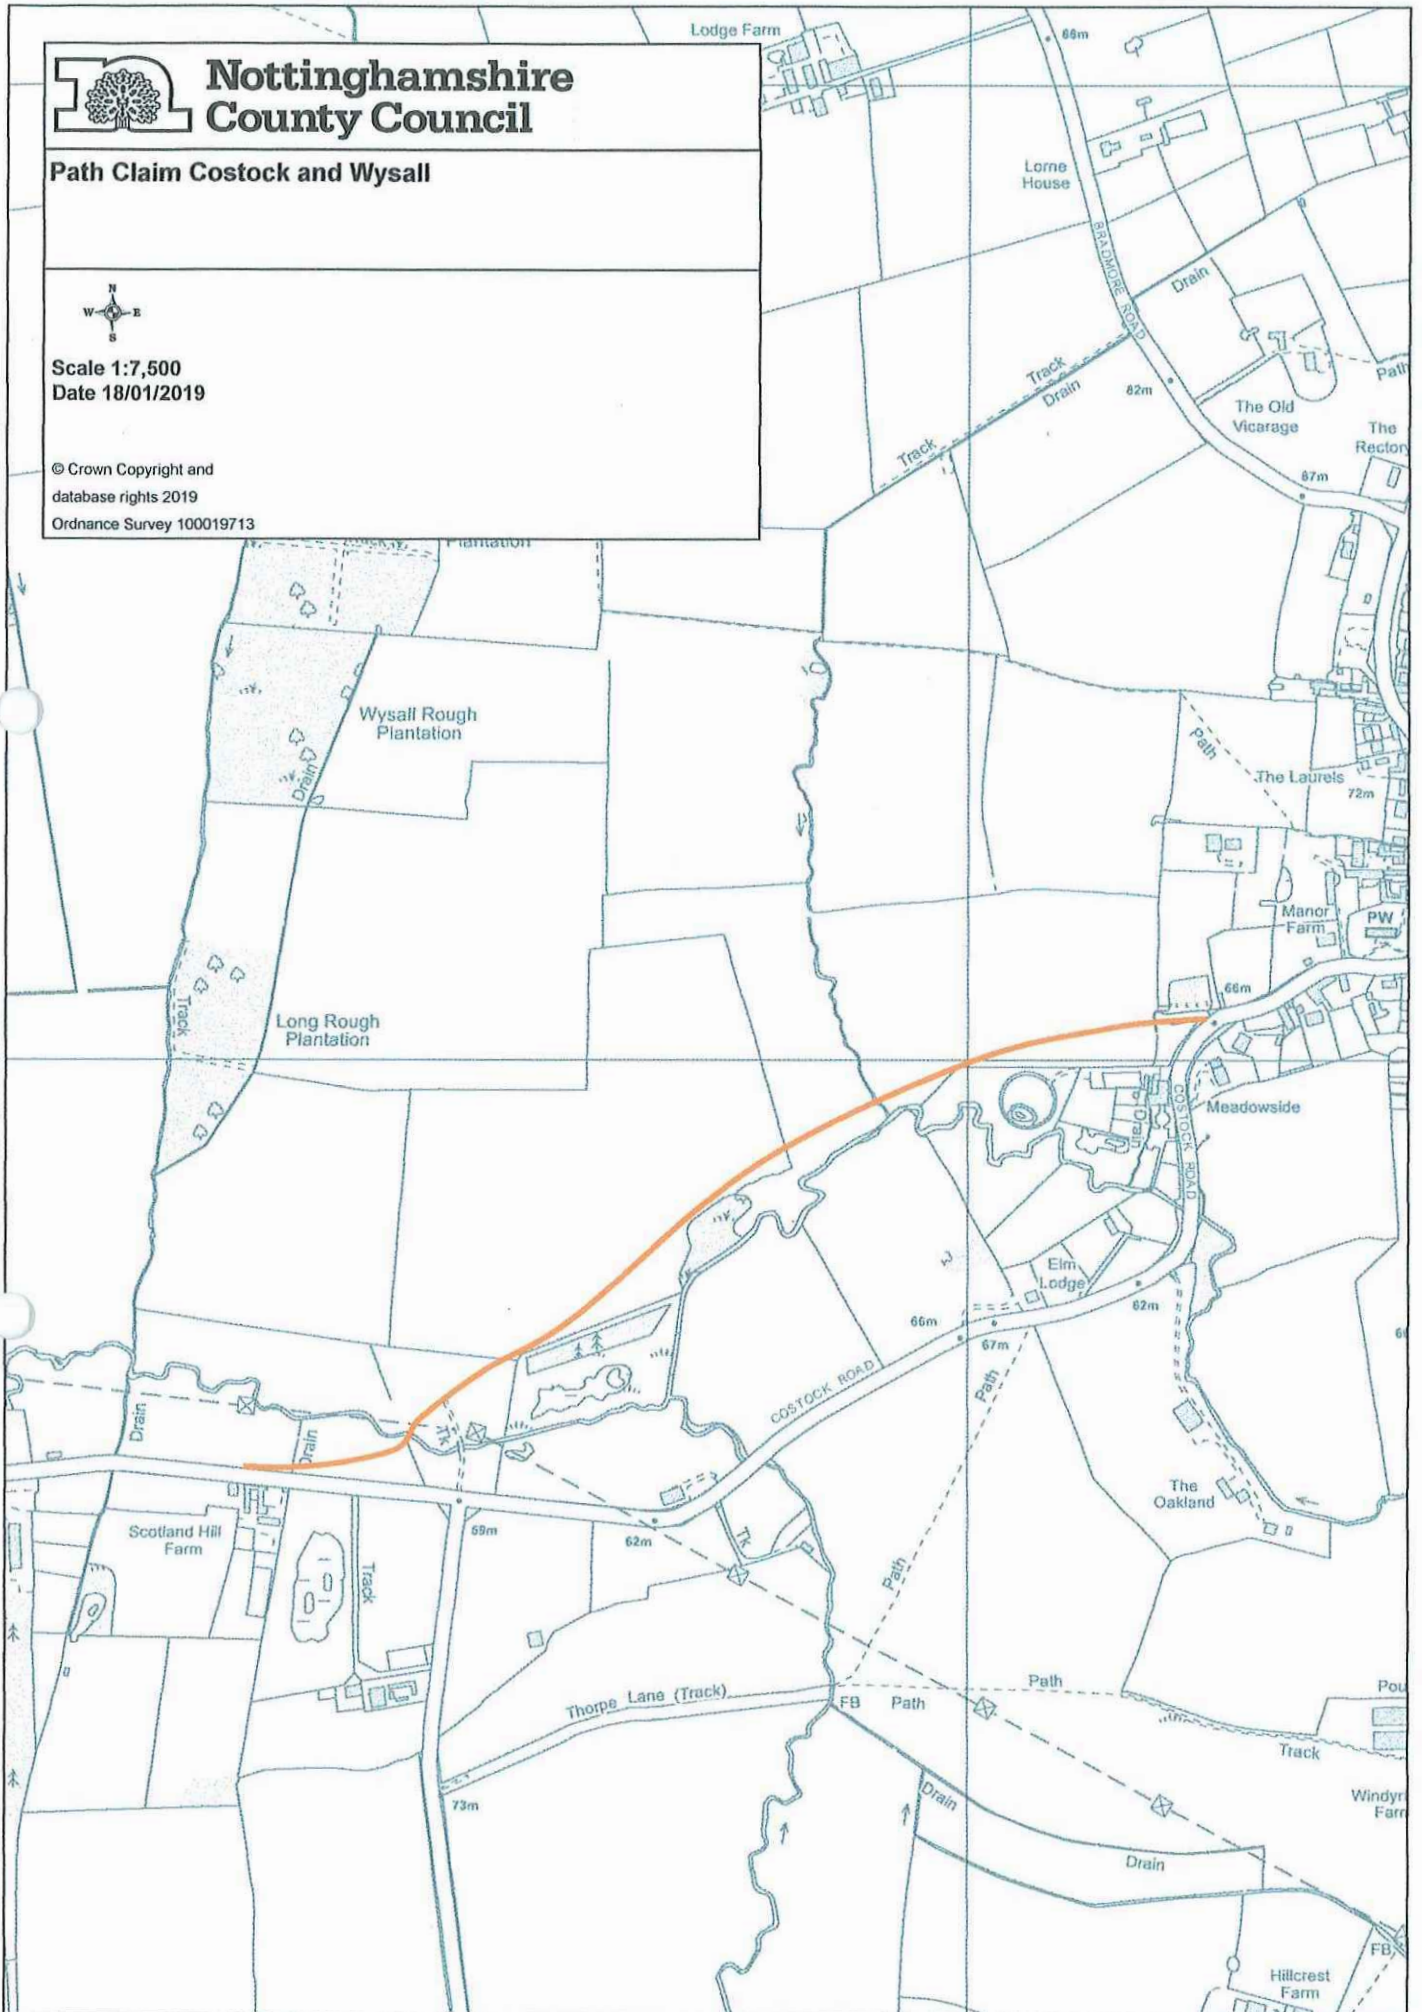 Lodge Farm
66m
Nottinghamshire
County Council
Path Claim Costock and Wysall
N
W E
S
Scale 1:7,500
Date 18/01/2019
© Crown Copyright and
database rights 2019
Ordnance Survey 100019713
Lorne
House
BRADMORE ROAD
Drain
Track
Drain
82m
Path
The Old
Vicarage
The
Rectory
Track
67m
Plantation
Wysall Rough
Plantation
Drain
Path
The Laurels
72m
Manor
Farm
PW
66m
Track
Long Rough
Plantation
COSTOCK ROAD
Meadowside
Drain
Elm
Lodge
62m
66m
67m
Path
COSTOCK ROAD
Drain
Drain
Tk
The
Oakland
Scotland Hill
Farm
59m
62m
Tk
Track
Path
Thorpe Lane (Track)
FB
Path
Path
Pou
Track
73m
Drain
Windyri
Farm
Drain
FB
Hillcrest
Farm